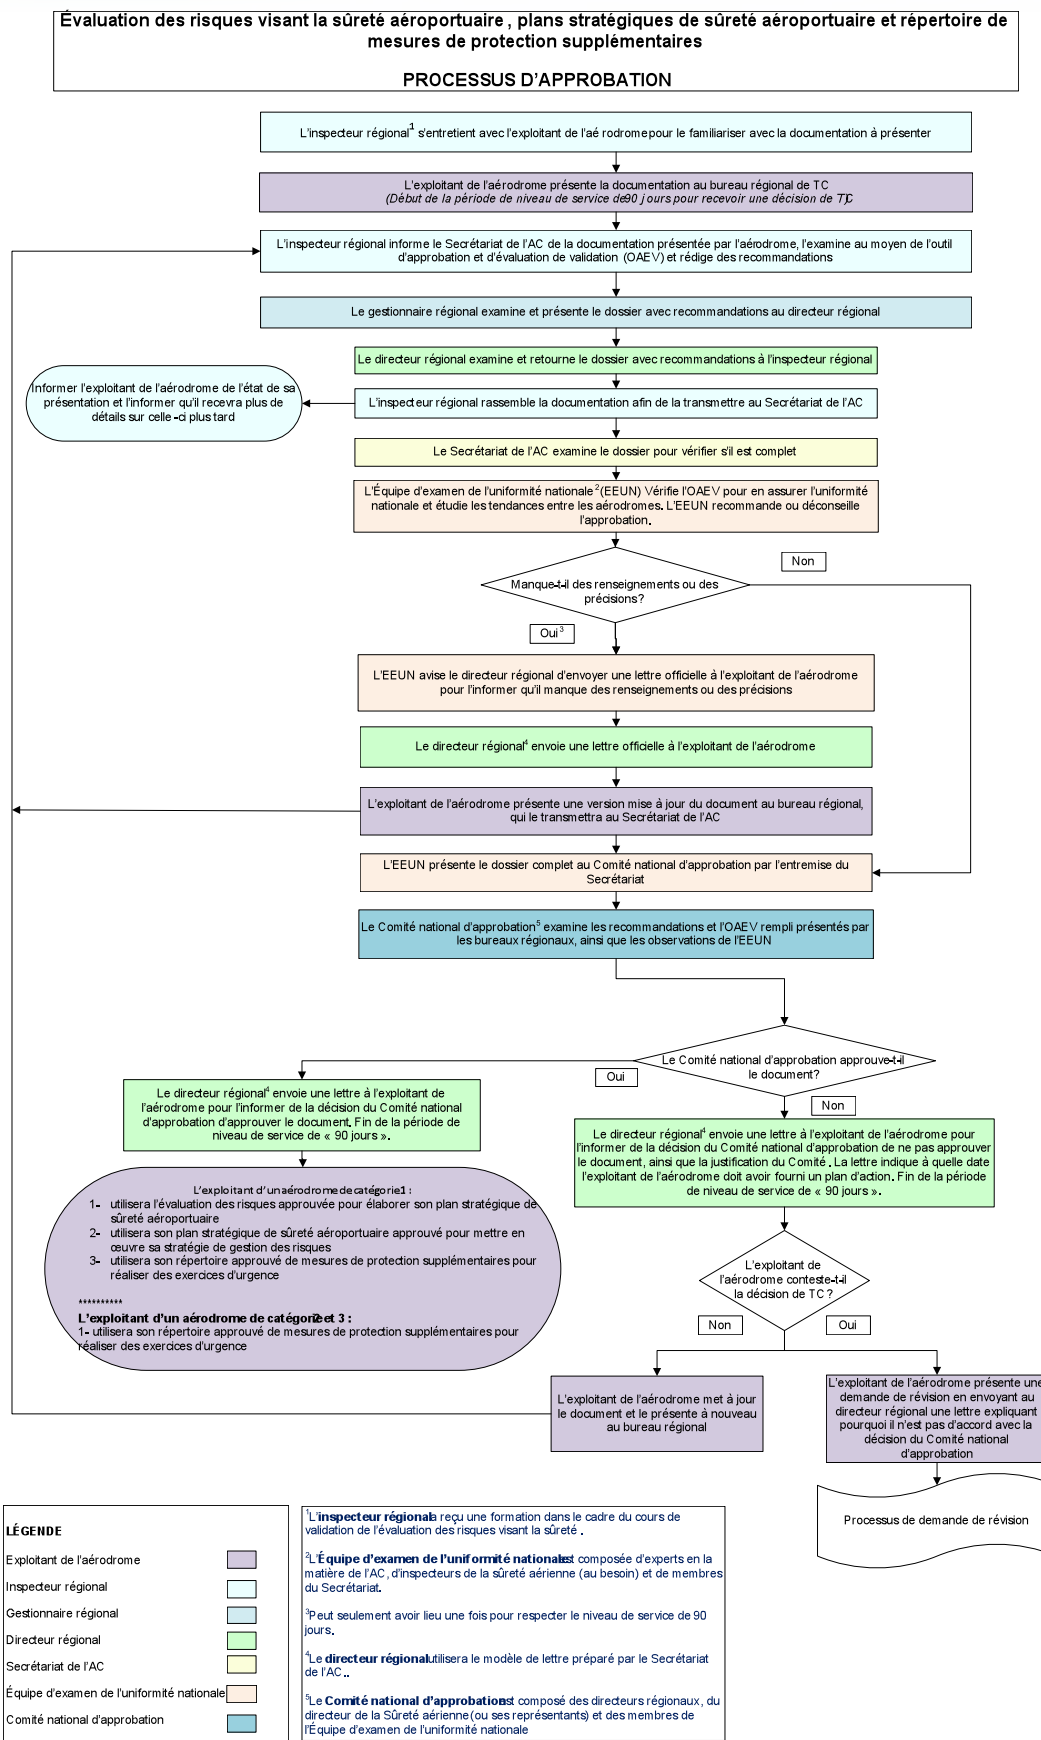 Évaluation des risques visant la sûreté aéroportuaire , plans stratégiques de sûreté aéroportuaire et répertoire de
mesures de protection supplémentaires
PROCESSUS D'APPROBATION
L'inspecteur régional1 s'entretient avec l'exploitant de l'aé rodrome pour le familiariser avec la documentation à présenter
L'exploitant de l'aérodrome présente la documentation au bureau régional de TC
(Début de la période de niveau de service de 90 jours pour recevoir une décision de TC)
L'inspecteur régional informe le Secrétariat de l'AC de la documentation présentée par l'aérodrome, l'examine au moyen de l'outil
d'approbation et d'évaluation de validation (OAEV) et rédige des recommandations
Le gestionnaire régional examine et présente le dossier avec recommandations au directeur régional
Le directeur régional examine et retourne le dossier avec recommandations à l'inspecteur régional
Informer l'exploitant de l'aérodrome de l'état de sa
présentation et l'informer qu'il recevra plus de
détails sur celle-ci plus tard
L'inspecteur régional rassemble la documentation afin de la transmettre au Secrétariat de l'AC
Le Secrétariat de l'AC examine le dossier pour vérifier s'il est complet
L'Équipe d'examen de l'uniformité nationale2 (EEUN) Vérifie l'OAEV pour en assurer l'uniformité
nationale et étudie les tendances entre les aérodromes. L'EEUN recommande ou déconseille
l'approbation.
Non
Manque-t-il des renseignements ou des
précisions?
Oui3
L'EEUN avise le directeur régional d'envoyer une lettre officielle à l'exploitant de l'aérodrome
pour l'informer qu'il manque des renseignements ou des précisions
Le directeur régional4 envoie une lettre officielle à l'exploitant de l'aérodrome
L'exploitant de l'aérodrome présente une version mise à jour du document au bureau régional,
qui le transmettra au Secrétariat de l'AC
L'EEUN présente le dossier complet au Comité national d'approbation par l'entremise du
Secrétariat
Le Comité national d'approbation5 examine les recommandations et l'OAEV rempli présentés par
les bureaux régionaux, ainsi que les observations de l'EEUN
Le Comité national d'approbation approuve-t-il
le document?
Oui
Non
Le directeur régional4 envoie une lettre à l'exploitant de
l'aérodrome pour l'informer de la décision du Comité national
d'approbation d'approuver le document. Fin de la période de
niveau de service de « 90 jours ».
Le directeur régional4 envoie une lettre à l'exploitant de l'aérodrome pour
l'informer de la décision du Comité national d'approbation de ne pas approuver
le document, ainsi que la justification du Comité. La lettre indique à quelle date
l'exploitant de l'aérodrome doit avoir fourni un plan d'action. Fin de la période
de niveau de service de « 90 jours ».
L'exploitant d'un aérodrome de catégorie 1 :
1- utilisera l'évaluation des risques approuvée pour élaborer son plan stratégique de
sûreté aéroportuaire
2- utilisera son plan stratégique de sûreté aéroportuaire approuvé pour mettre en
œuvre sa stratégie de gestion des risques
3- utilisera son répertoire approuvé de mesures de protection supplémentaires pour
réaliser des exercices d'urgence
**********
L'exploitant d'un aérodrome de catégorie 2 et 3 :
1- utilisera son répertoire approuvé de mesures de protection supplémentaires pour
réaliser des exercices d'urgence
L'exploitant de
l'aérodrome conteste-t-il
la décision de TC ?
Non
Oui
L'exploitant de l'aérodrome met à jour
le document et le présente à nouveau
au bureau régional
L'exploitant de l'aérodrome présente une
demande de révision en envoyant au
directeur régional une lettre expliquant
pourquoi il n'est pas d'accord avec la
décision du Comité national
d'approbation
Processus de demande de révision
LÉGENDE
Exploitant de l'aérodrome
Inspecteur régional
Gestionnaire régional
Directeur régional
Secrétariat de l'AC
Équipe d'examen de l'uniformité nationale
Comité national d'approbation
1L'inspecteur régional a reçu une formation dans le cadre du cours de
validation de l'évaluation des risques visant la sûreté .
2L'Équipe d'examen de l'uniformité nationale est composée d'experts en la
matière de l'AC, d'inspecteurs de la sûreté aérienne (au besoin) et de membres
du Secrétariat.
3Peut seulement avoir lieu une fois pour respecter le niveau de service de 90
jours.
4Le directeur régional utilisera le modèle de lettre préparé par le Secrétariat
de l'AC..
5Le Comité national d'approbation est composé des directeurs régionaux, du
directeur de la Sûreté aérienne (ou ses représentants) et des membres de
l'Équipe d'examen de l'uniformité nationale